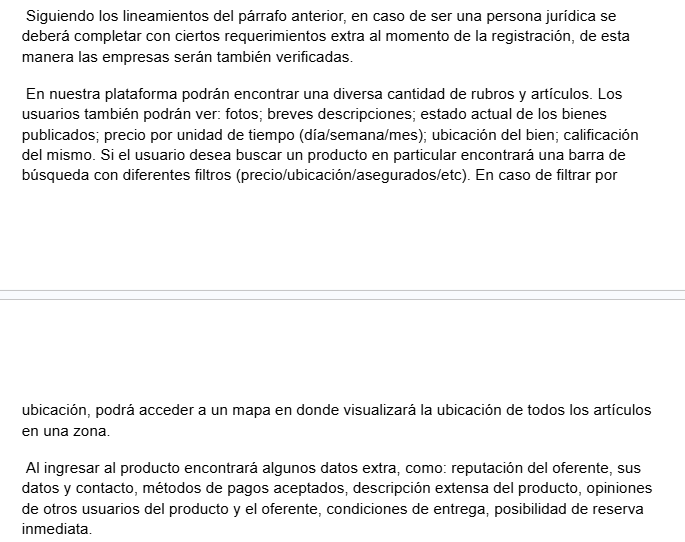 Siguiendo los lineamientos del párrafo anterior, en caso de ser una persona jurídica se
deberá completar con ciertos requerimientos extra al momento de la registración, de esta
manera las empresas serán también verificadas.
En nuestra plataforma podrán encontrar una diversa cantidad de rubros y artículos. Los
usuarios también podrán ver: fotos; breves descripciones; estado actual de los bienes
publicados; precio por unidad de tiempo (día/semana/mes); ubicación del bien; calificación
del mismo. Si el usuario desea buscar un producto en particular encontrará una barra de
búsqueda con diferentes filtros (precio/ubicación/asegurados/etc). En caso de filtrar por
ubicación, podrá acceder a un mapa en donde visualizará la ubicación de todos los artículos
en una zona.
Al ingresar al producto encontrará algunos datos extra, como: reputación del oferente, sus
datos y contacto, métodos de pagos aceptados, descripción extensa del producto, opiniones
de otros usuarios del producto y el oferente, condiciones de entrega, posibilidad de reserva
inmediata.